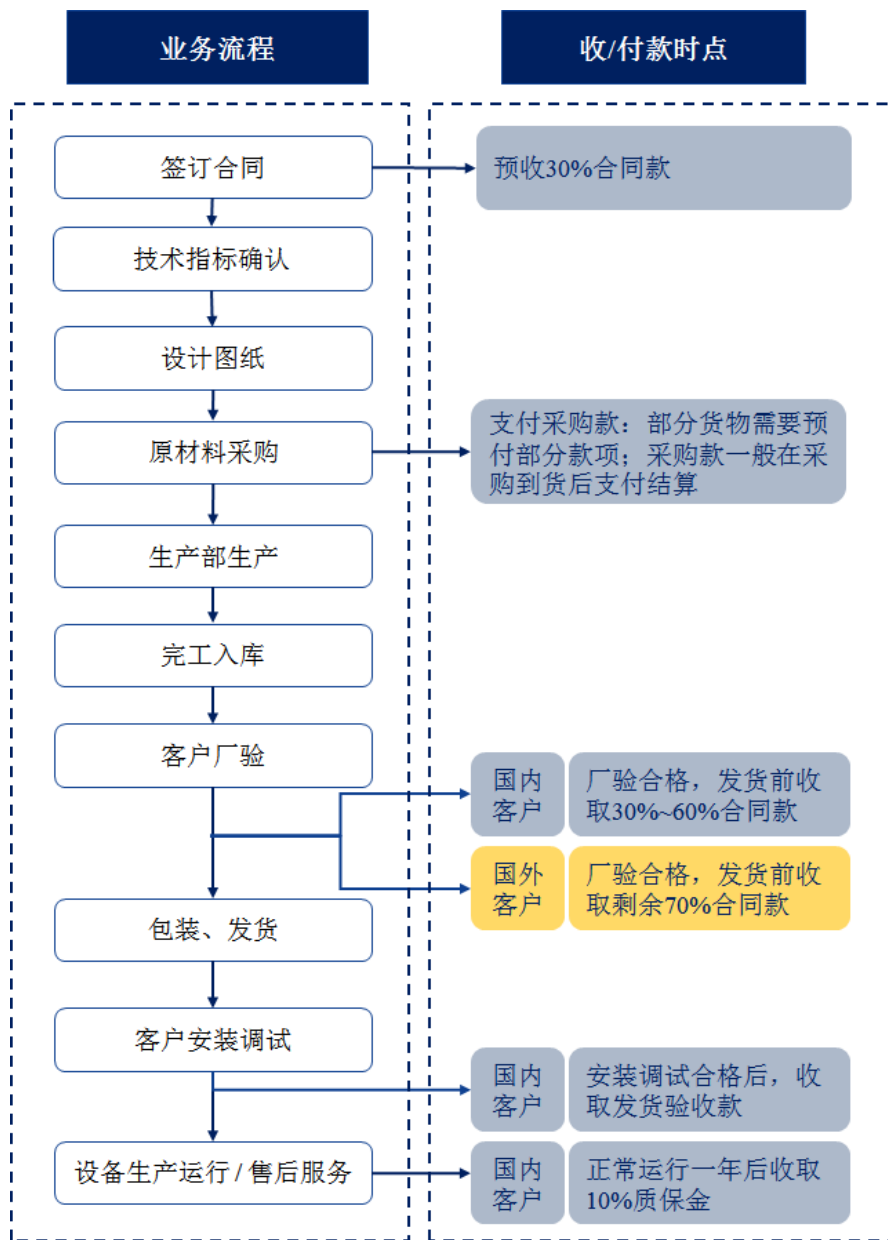 业务流程
收/付款时点
签订合同
预收30%合同款
技术指标确认
设计图纸
原材料采购
支付采购款：部分货物需要预
付部分款项；采购款一般在采
购到货后支付结算
生产部生产
完工入库
客户厂验
国内
客户
厂验合格，发货前收
取30%~60%合同款
国外
客户
厂验合格，发货前收
取剩余70%合同款
包装、发货
客户安装调试
国内
客户
安装调试合格后，收
取发货验收款
设备生产运行 / 售后服务
国内
客户
正常运行一年后收取
10%质保金